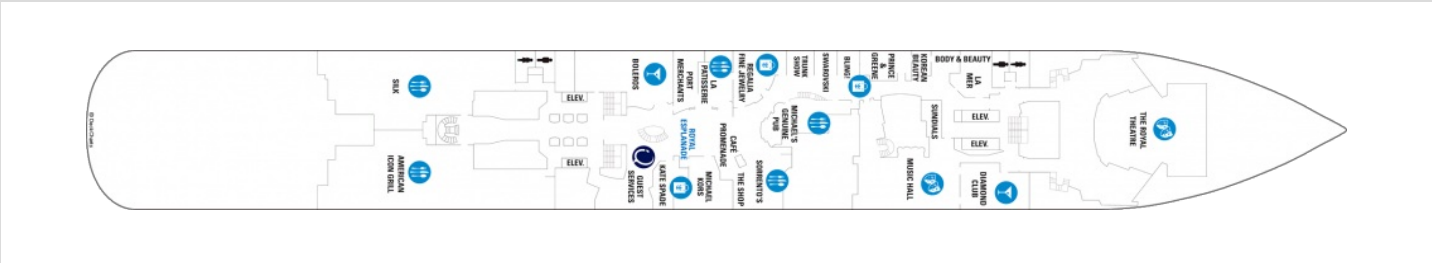 SILK
AMERICAN
ICON GRILL
ELEV.
ELEV.
BOLEROS
GUEST
SERVICES
KATE SPADE
PORT
MERCHANTS
ROYAL
ESPLANADE
LA
PATISSERIE
MICHAEL
KORS
CAFÉ
PROMENADE
REGALIA
FINE JEWELRY
THE SHOP
SORRENTO'S
TRUNK
SHOW
MICHAEL'S
GENUINE
PUB
SWAROVSKI
BLING!
PRINCE
&
GREENE
KOREAN
BEAUTY
BODY & BEAUTY
LA
MER
SUNDIALS
MUSIC HALL
ELEV.
ELEV.
DIAMOND
CLUB
THE ROYAL
THEATRE